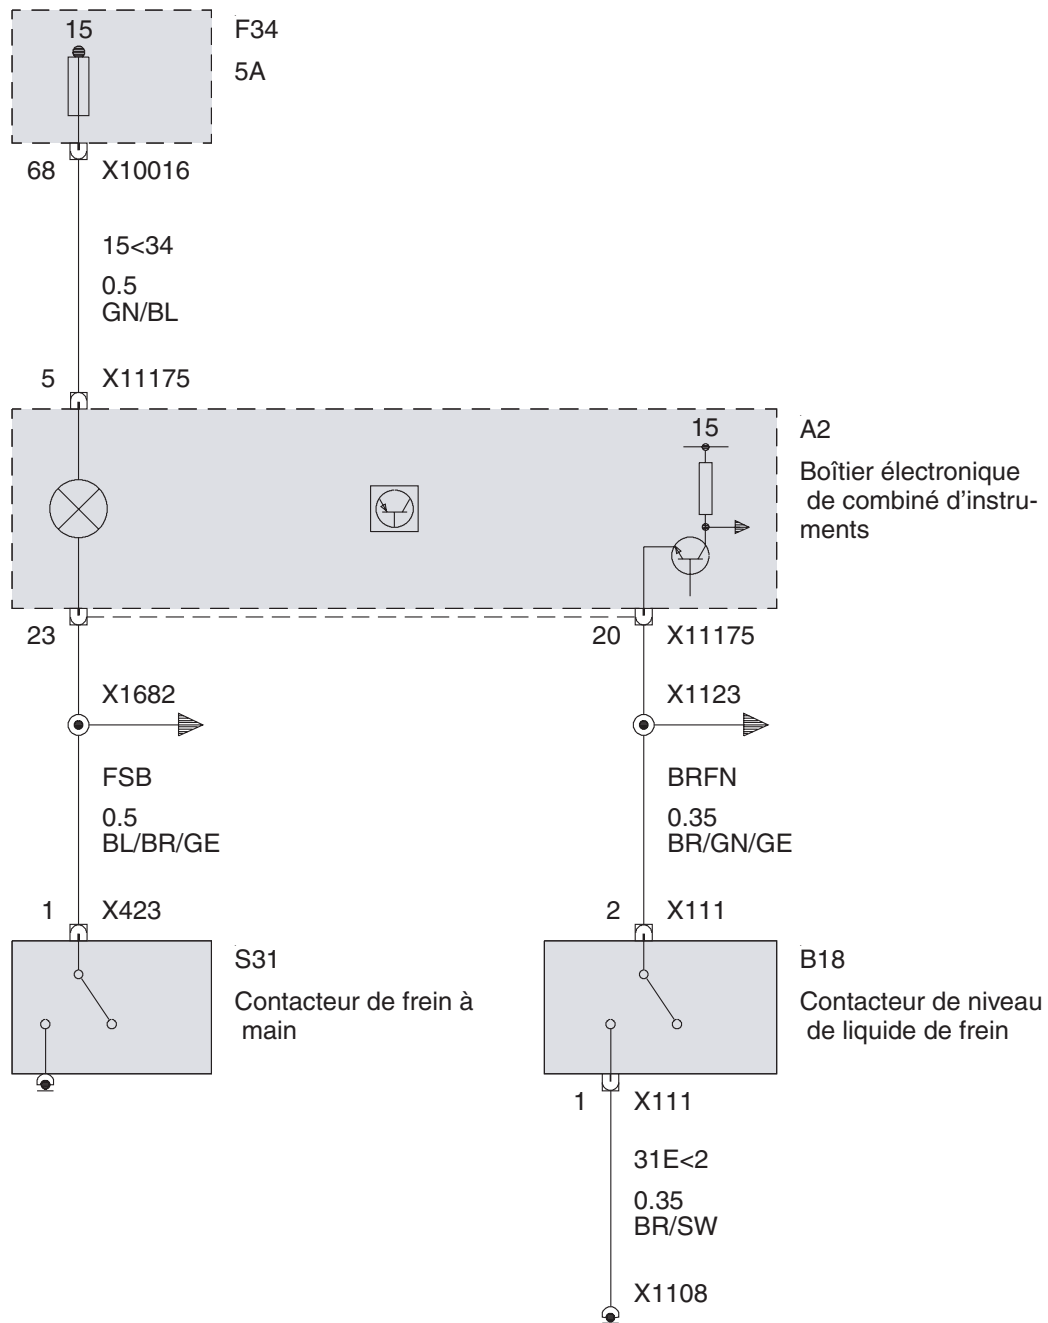 15
F34
5A
68 X10016
15<34
0.5
GN/BL
5 X11175
15
A2
Boîtier électronique
de combiné d'instru-
ments
23
20 X11175
X1682
X1123
FSB
BRFN
0.5
BL/BR/GE
0.35
BR/GN/GE
1 X423
2 X111
S31
Contacteur de frein à
main
B18
Contacteur de niveau
de liquide de frein
1 X111
31E<2
0.35
BR/SW
X1108